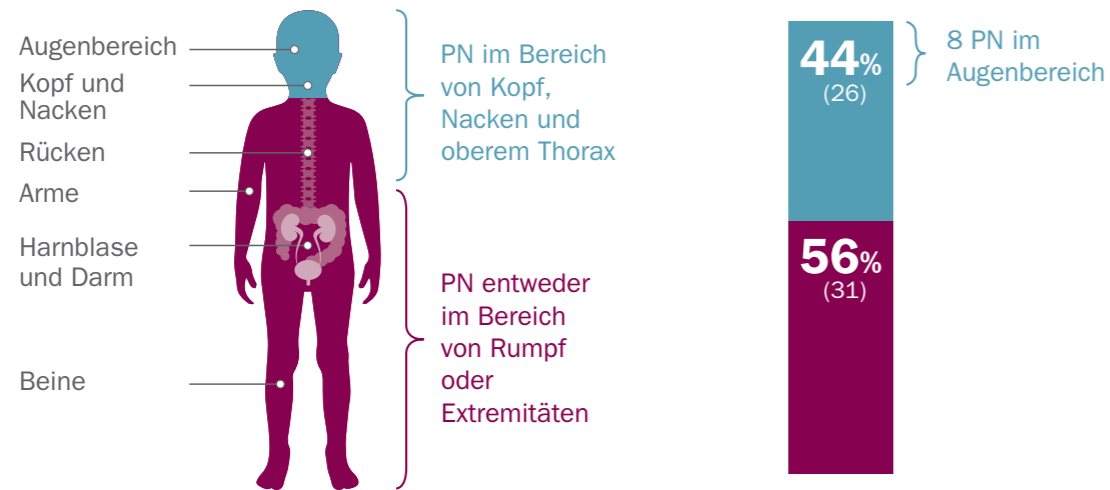 Augenbereich
Kopf und
Nacken
Rücken
Arme
Harnblase
und Darm
Beine
PN im Bereich
von Kopf,
Nacken und
oberem Thorax
PN entweder
im Bereich
von Rumpf
oder
Extremitäten
44%
(26)
56%
(31)
8 PN im
Augenbereich